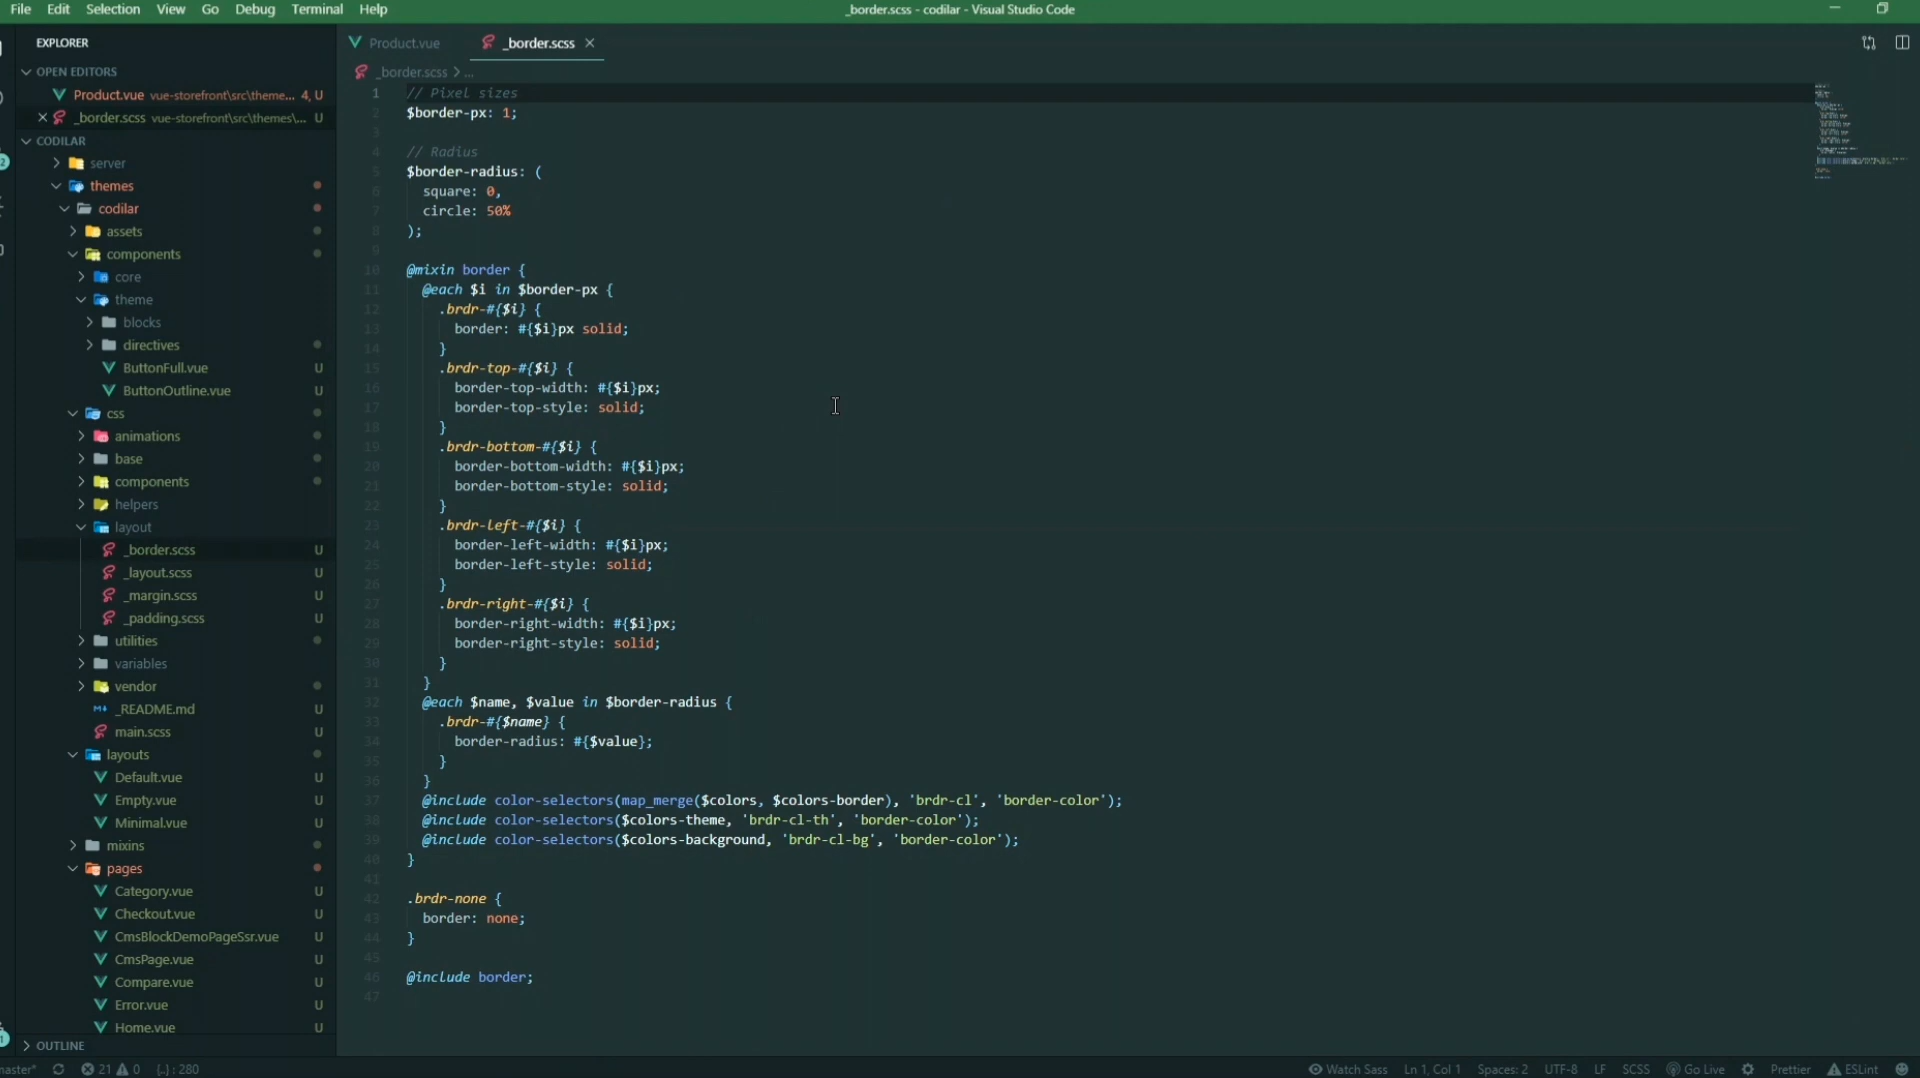 File Edit Selection View Go Debug Terminal Help
_border.scss - codilar - Visual Studio Code
EXPLORER
OPEN EDITORS
Product.vue vue-storefront\src\theme... 4, U
_border.scss vue-storefront\src\themes\... U
CODILAR
server
themes
codilar
assets
components
core
theme
blocks
directives
ButtonFull.vue U
ButtonOutline.vue U
css
animations
base
components
helpers
layout
_border.scss U
_layout.scss U
_margin.scss U
_padding.scss U
utilities
variables
vendor
_README.md U
main.scss U
layouts
Default.vue U
Empty.vue U
Minimal.vue U
mixins
pages
Category.vue U
Checkout.vue U
CmsBlockDemoPageSsr.vue U
CmsPage.vue U
Compare.vue U
Error.vue U
Home.vue U
OUTLINE
Product.vue _border.scss
_border.scss > ...
1 // Pixel sizes
2 $border-px: 1;
3
4 // Radius
5 $border-radius: (
6 square: 0,
7 circle: 50%
8 );
9
10 @mixin border {
11 @each $i in $border-px {
12 .brdr-#{$i} {
13 border: #{$i}px solid;
14 }
15 .brdr-top-#{$i} {
16 border-top-width: #{$i}px;
17 border-top-style: solid;
18 }
19 .brdr-bottom-#{$i} {
20 border-bottom-width: #{$i}px;
21 border-bottom-style: solid;
22 }
23 .brdr-left-#{$i} {
24 border-left-width: #{$i}px;
25 border-left-style: solid;
26 }
27 .brdr-right-#{$i} {
28 border-right-width: #{$i}px;
29 border-right-style: solid;
30 }
31 }
32 @each $name, $value in $border-radius {
33 .brdr-#{$name} {
34 border-radius: #{$value};
35 }
36 }
37 @include color-selectors(map_merge($colors, $colors-border), 'brdr-cl', 'border-color');
38 @include color-selectors($colors-theme, 'brdr-cl-th', 'border-color');
39 @include color-selectors($colors-background, 'brdr-cl-bg', 'border-color');
40 }
41
42 .brdr-none {
43 border: none;
44 }
45
46 @include border;
47
master* 21 0 {..} : 280
Watch Sass Ln 1, Col 1 Spaces: 2 UTF-8 LF SCSS Go Live Prettier ESLint